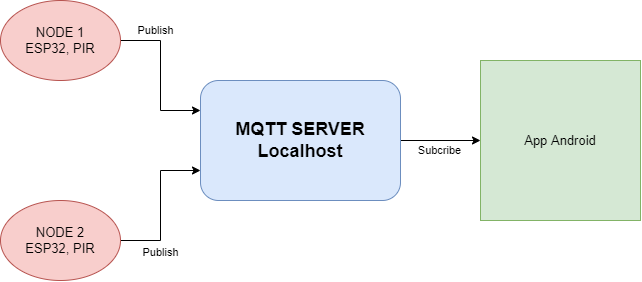 NODE 1
ESP32, PIR
Publish
MQTT SERVER
Localhost
Subcribe
App Android
NODE 2
ESP32, PIR
Publish